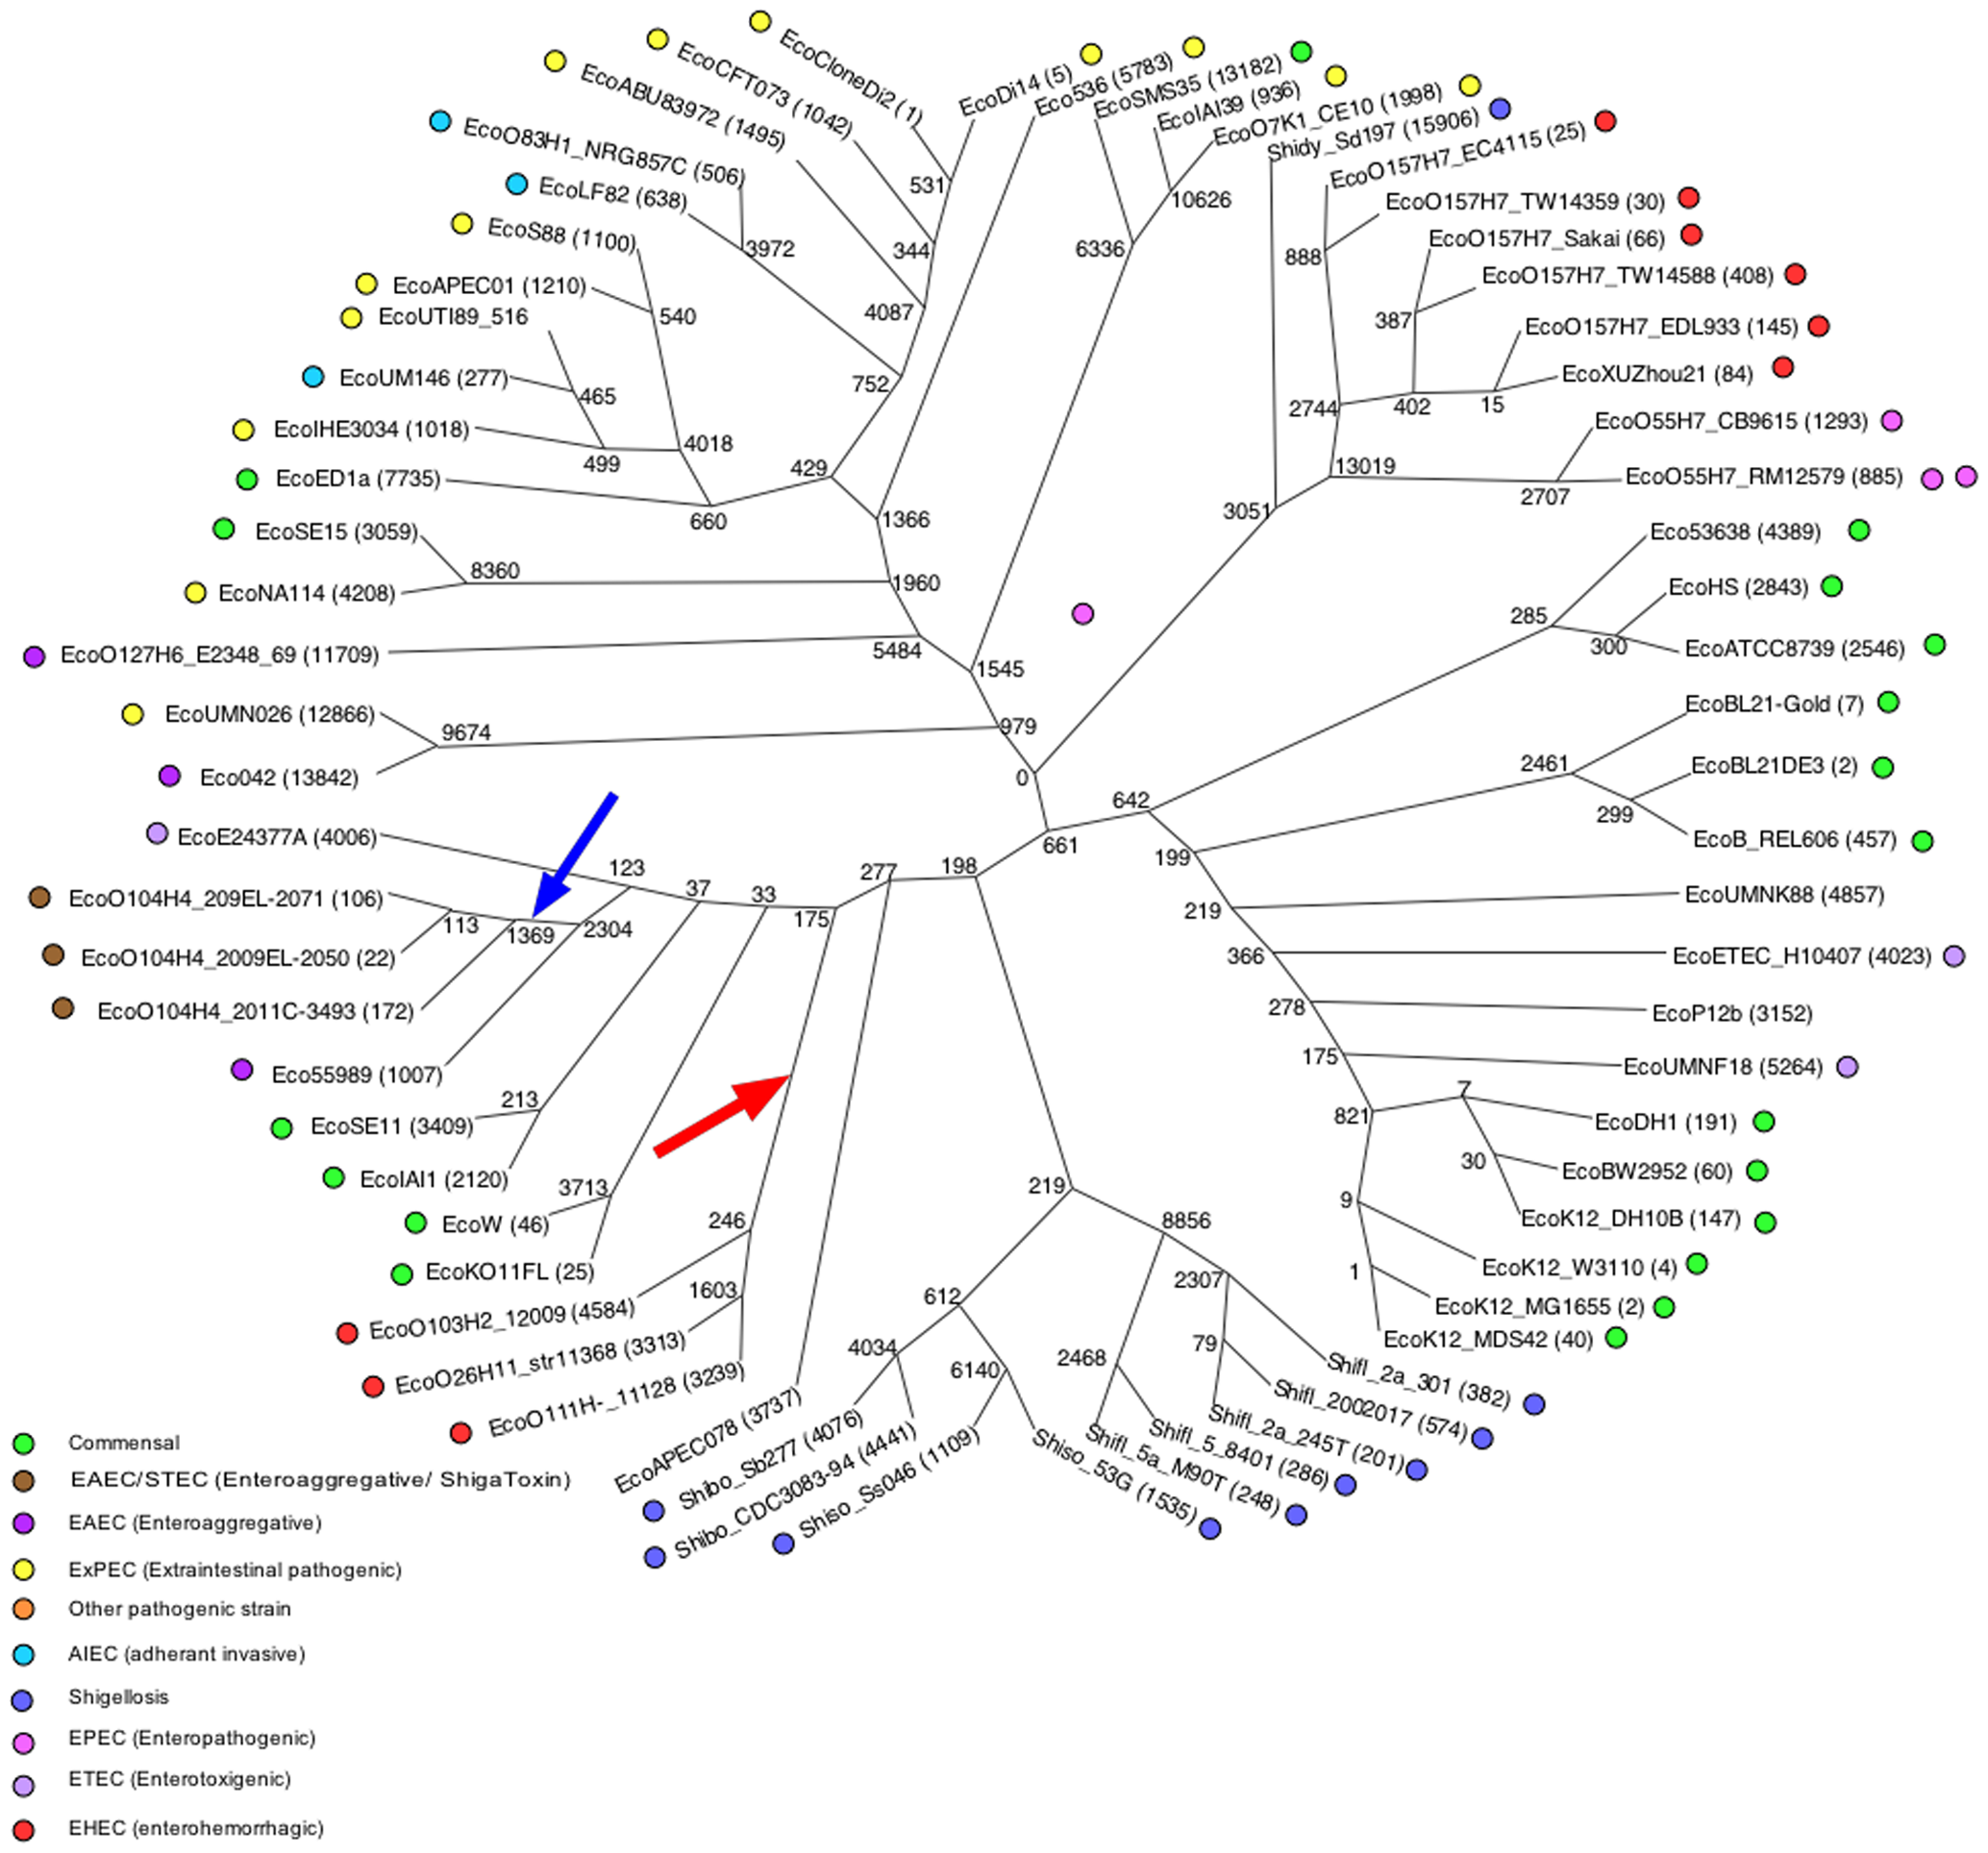 EcoCloneDi2 (1)
EcoCFT073 (1042)
EcoABU83972 (1495)
EcoO83H1_NRG857C (506)
EcoLF82 (638)
EcoS88 (1100)
EcoAPEC01 (1210)
EcoUTI89_516
EcoUM146 (277)
EcoIHE3034 (1018)
EcoED1a (7735)
EcoSE15 (3059)
EcoNA114 (4208)
EcoO127H6_E2348_69 (11709)
EcoUMN026 (12866)
Eco042 (13842)
EcoE24377A (4006)
EcoO104H4_209EL-2071 (106)
EcoO104H4_2009EL-2050 (22)
EcoO104H4_2011C-3493 (172)
Eco55989 (1007)
EcoSE11 (3409)
EcoIAI1 (2120)
EcoW (46)
EcoKO11FL (25)
EcoO103H2_12009 (4584)
EcoO26H11_str11368 (3313)
EcoO111H-_11128 (3239)
EcoAPEC078 (3737)
Shibo_Sb277 (4076)
Shibo_CDC3083-94 (4441)
Shiso_Ss046 (1109)
Shiso_53G (1535)
Shifl_5a_M90T (248)
Shifl_5_8401 (286)
Shifl_2a_245T (201)
Shifl_2002017 (574)
Shifl_2a_301 (382)
EcoDi14 (5)
Eco536 (5783)
EcoSMS35 (13182)
EcoIAI39 (936)
EcoO7K1_CE10 (1998)
Shidy_Sd197 (15906)
EcoO157H7_EC4115 (25)
EcoO157H7_TW14359 (30)
EcoO157H7_Sakai (66)
EcoO157H7_TW14588 (408)
EcoO157H7_EDL933 (145)
EcoXUZhou21 (84)
EcoO55H7_CB9615 (1293)
EcoO55H7_RM12579 (885)
Eco53638 (4389)
EcoHS (2843)
EcoATCC8739 (2546)
EcoBL21-Gold (7)
EcoBL21DE3 (2)
EcoB_REL606 (457)
EcoUMNK88 (4857)
EcoETEC_H10407 (4023)
EcoP12b (3152)
EcoUMNF18 (5264)
EcoDH1 (191)
EcoBW2952 (60)
EcoK12_DH10B (147)
EcoK12_W3110 (4)
EcoK12_MG1655 (2)
EcoK12_MDS42 (40)
531
344
4087
3972
752
540
465
499
4018
660
429
1366
8360
1960
5484
1545
9674
979
0
6336
10626
888
387
402
15
2744
13019
2707
3051
285
300
2461
299
642
199
661
198
277
175
33
37
123
2304
1369
113
213
3713
246
1603
219
612
4034
6140
8856
2307
79
2468
219
366
278
175
821
7
30
9
1
Commensal
EAEC/STEC (Enteroaggregative/ ShigaToxin)
EAEC (Enteroaggregative)
ExPEC (Extraintestinal pathogenic)
Other pathogenic strain
AIEC (adherant invasive)
Shigellosis
EPEC (Enteropathogenic)
ETEC (Enterotoxigenic)
EHEC (enterohemorrhagic)